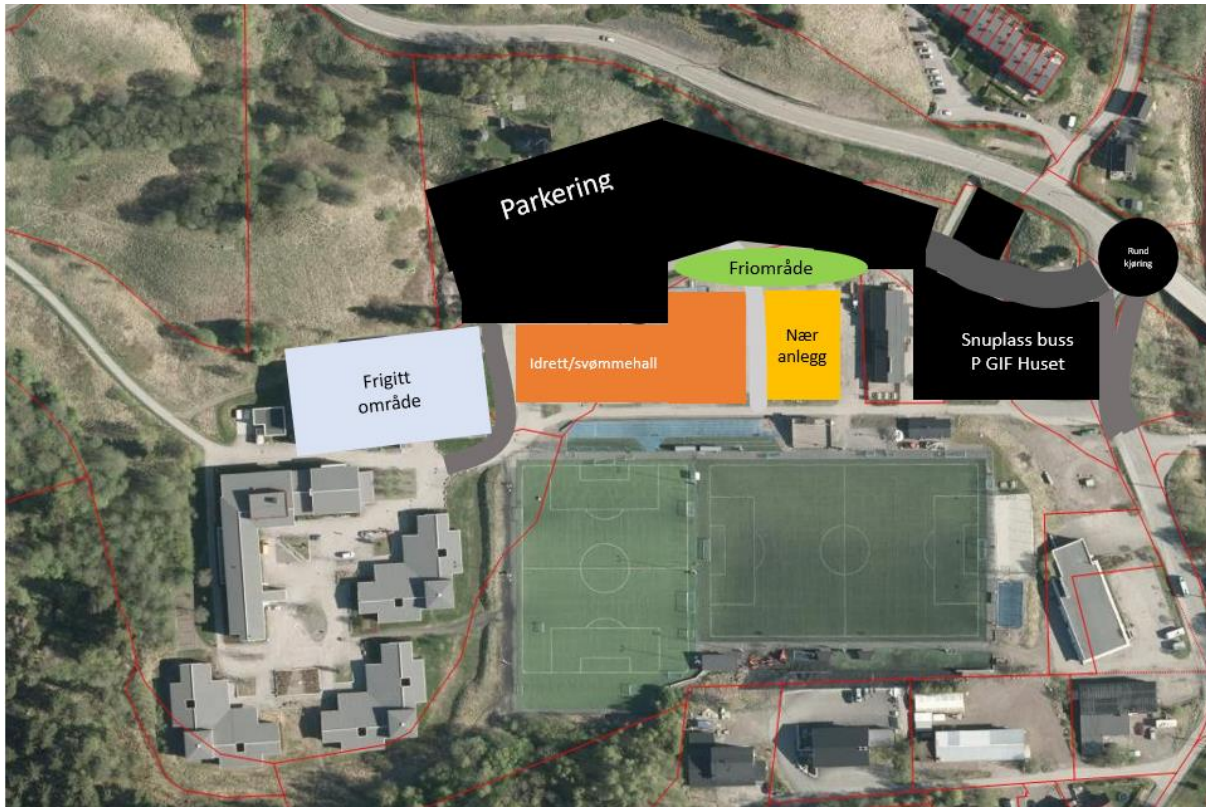 Parkering
Friområde
Rund
kjøring
Nær
anlegg
Snuplass buss
P GIF Huset
Idrett/svømmehall
Frigitt
område